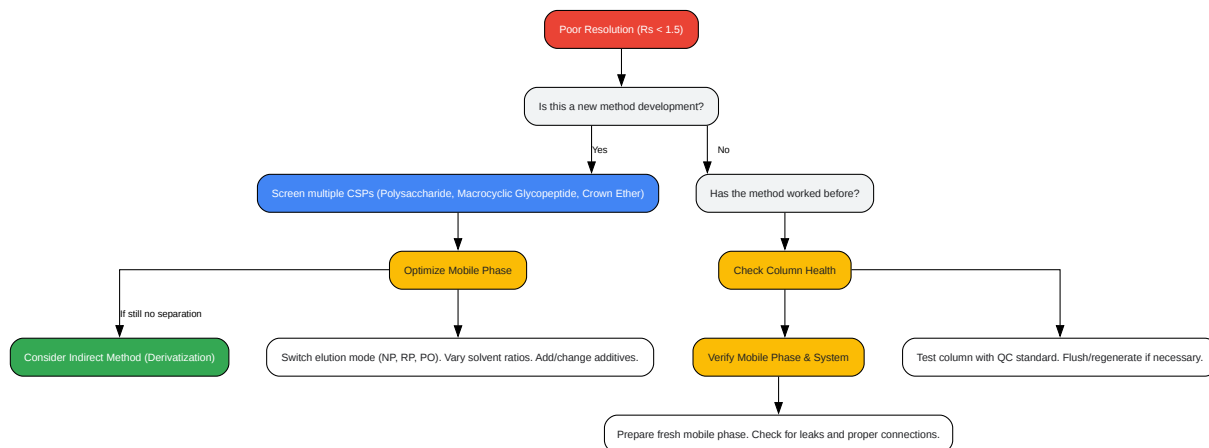 Poor Resolution (Rs < 1.5)
Is this a new method development?
Yes
No
Screen multiple CSPs (Polysaccharide, Macrocyclic Glycopeptide, Crown Ether)
Has the method worked before?
Optimize Mobile Phase
Check Column Health
If still no separation
Consider Indirect Method (Derivatization)
Switch elution mode (NP, RP, PO). Vary solvent ratios. Add/change additives.
Verify Mobile Phase & System
Test column with QC standard. Flush/regenerate if necessary.
Prepare fresh mobile phase. Check for leaks and proper connections.